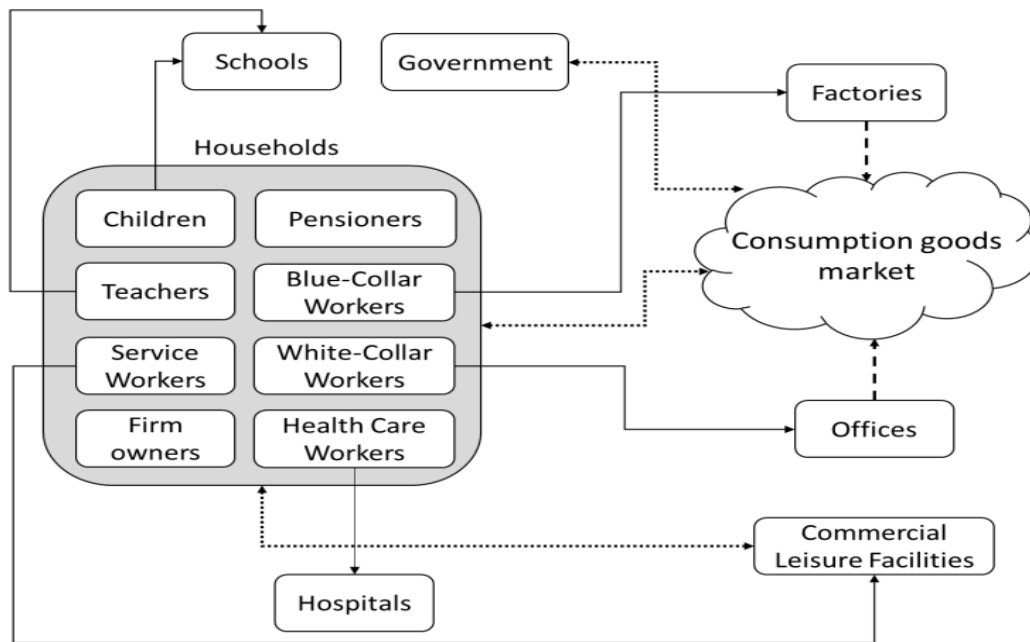 Schools
Government
Factories
Households
Children
Pensioners
Consumption goods
market
Teachers
Blue-Collar
Workers
Service
Workers
White-Collar
Workers
Firm
owners
Health Care
Workers
Offices
Commercial
Leisure Facilities
Hospitals